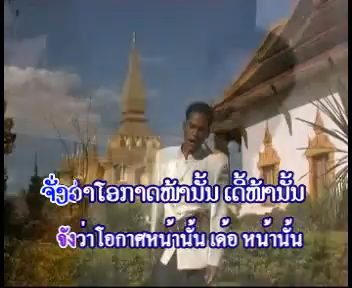 ຈັ່ງວ່າໂອກາດໜ້ານັ້ນ ເດີ້ໜ້ານັ້ນ
จังว่าโอกาศหน้านั้น เด้อ หน้านั้น